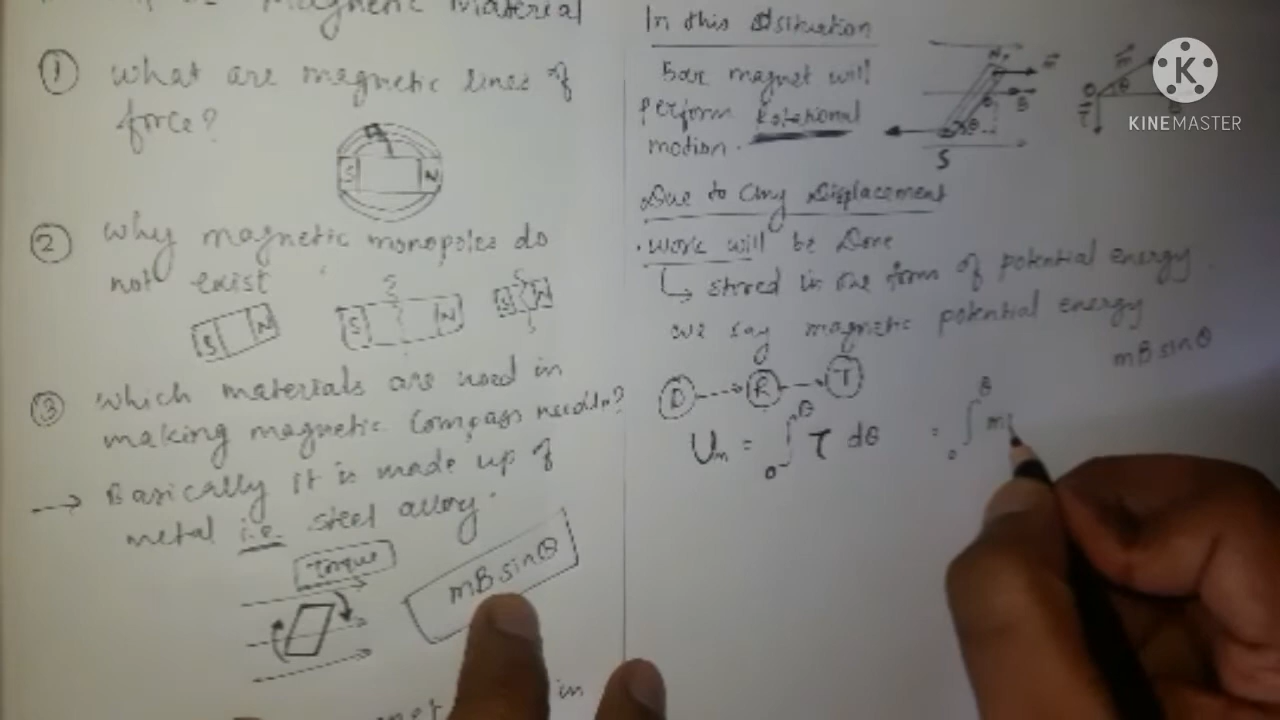 Magnetic Material
① what are magnetic lines of
force?
S N
② Why magnetic monopoles do
not exist
S N
S N
S N
③ which materials are used in
making magnetic Compass needle?
→ Basically it is made up of
metal i.e. steel alloy.
Torque
mB sinθ
in
In this
bar magnet will
perform Rotational
motion.
S
B
θ
m
θ
τ
Due to any Displacement
. work will be Done
↳ stored in the form of potential energy
we say magnetic potential energy
mB sinθ
D → R → T
Um = ∫₀^θ τ dθ = ∫₀^θ m
K
KINEMASTER